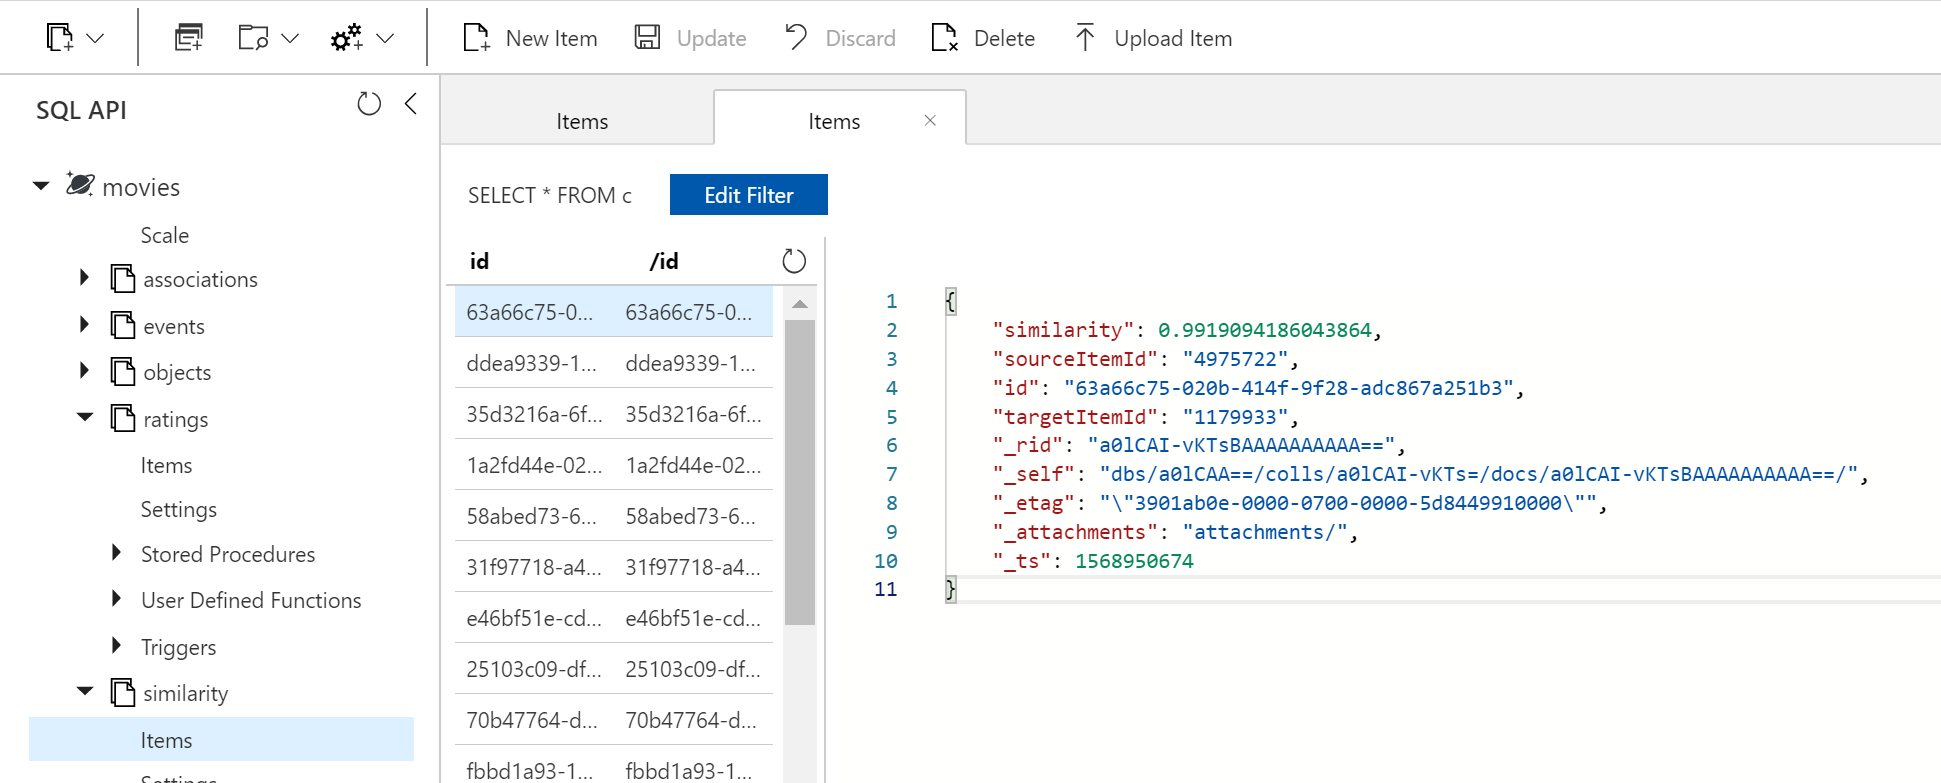 New Item Update Discard Delete Upload Item
SQL API
movies
Scale
associations
events
objects
ratings
Items
Settings
Stored Procedures
User Defined Functions
Triggers
similarity
Items
Settings
Items Items
SELECT * FROM c Edit Filter
id /id
63a66c75-0... 63a66c75-0...
ddea9339-1... ddea9339-1...
35d3216a-6f... 35d3216a-6f...
1a2fd44e-02... 1a2fd44e-02...
58abed73-6... 58abed73-6...
31f97718-a4... 31f97718-a4...
e46bf51e-cd... e46bf51e-cd...
25103c09-df... 25103c09-df...
70b47764-d... 70b47764-d...
fbbd1a93-1... fbbd1a93-1...
1 {
2 "similarity": 0.9919094186043864,
3 "sourceItemId": "4975722",
4 "id": "63a66c75-020b-414f-9f28-adc867a251b3",
5 "targetItemId": "1179933",
6 "_rid": "a0lCAI-vKTsBAAAAAAAAAA==",
7 "_self": "dbs/a0lCAA==/colls/a0lCAI-vKTs=/docs/a0lCAI-vKTsBAAAAAAAAAA==/",
8 "_etag": "\"3901ab0e-0000-0700-0000-5d8449910000\"",
9 "_attachments": "attachments/",
10 "_ts": 1568950674
11 }